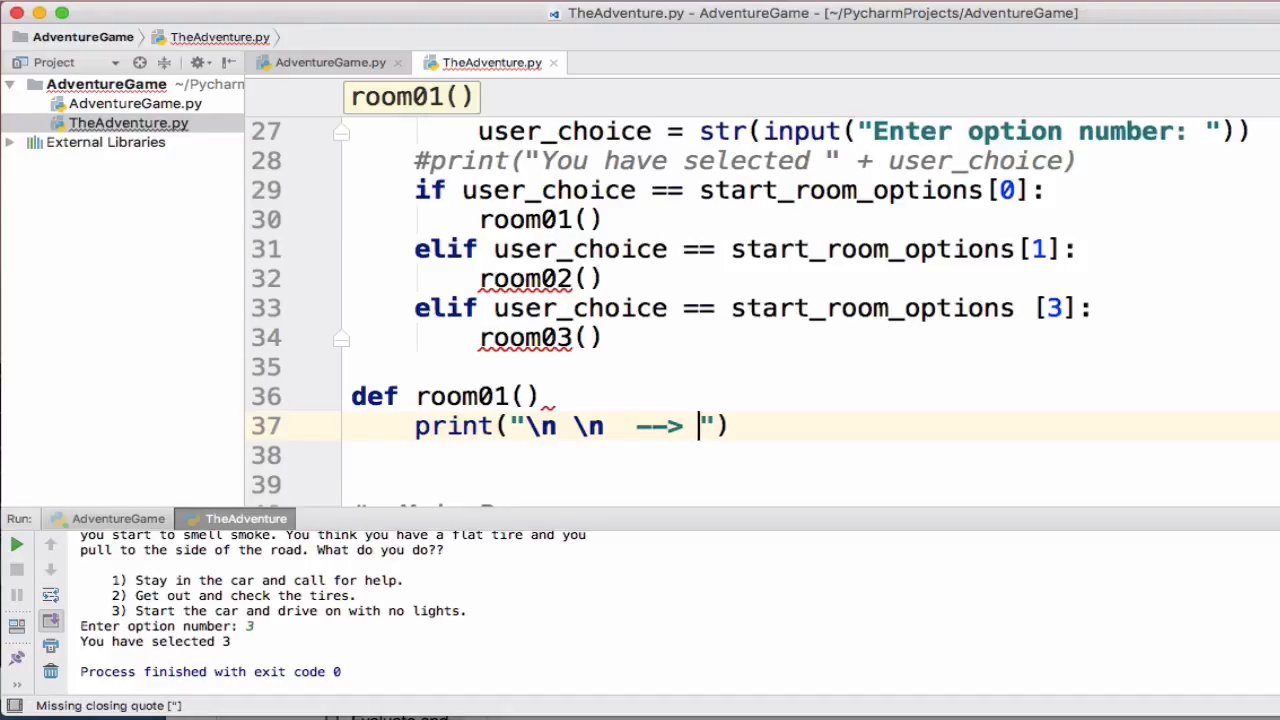 TheAdventure.py - AdventureGame - [~/PycharmProjects/AdventureGame]
AdventureGame TheAdventure.py
Project AdventureGame.py TheAdventure.py
AdventureGame ~/Pycharm
AdventureGame.py
TheAdventure.py
External Libraries
room01()
27 user_choice = str(input("Enter option number: "))
28 #print("You have selected " + user_choice)
29 if user_choice == start_room_options[0]:
30 room01()
31 elif user_choice == start_room_options[1]:
32 room02()
33 elif user_choice == start_room_options [3]:
34 room03()
35
36 def room01()
37 print("\n \n  --> ")
38
39
Run: AdventureGame TheAdventure
you start to smell smoke. You think you have a flat tire and you
pull to the side of the road. What do you do??
1) Stay in the car and call for help.
2) Get out and check the tires.
3) Start the car and drive on with no lights.
Enter option number: 3
You have selected 3
Process finished with exit code 0
Missing closing quote ["]